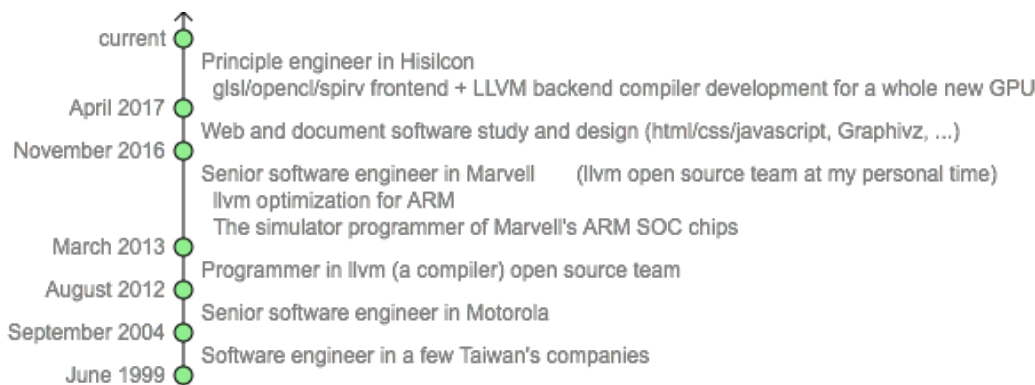 current
Principle engineer in Hisilcon
glsl/opencl/spirv frontend + LLVM backend compiler development for a whole new GPU
April 2017
Web and document software study and design (html/css/javascript, Graphivz, ...)
November 2016
Senior software engineer in Marvell (llvm open source team at my personal time)
llvm optimization for ARM
The simulator programmer of Marvell's ARM SOC chips
March 2013
Programmer in llvm (a compiler) open source team
August 2012
Senior software engineer in Motorola
September 2004
Software engineer in a few Taiwan's companies
June 1999